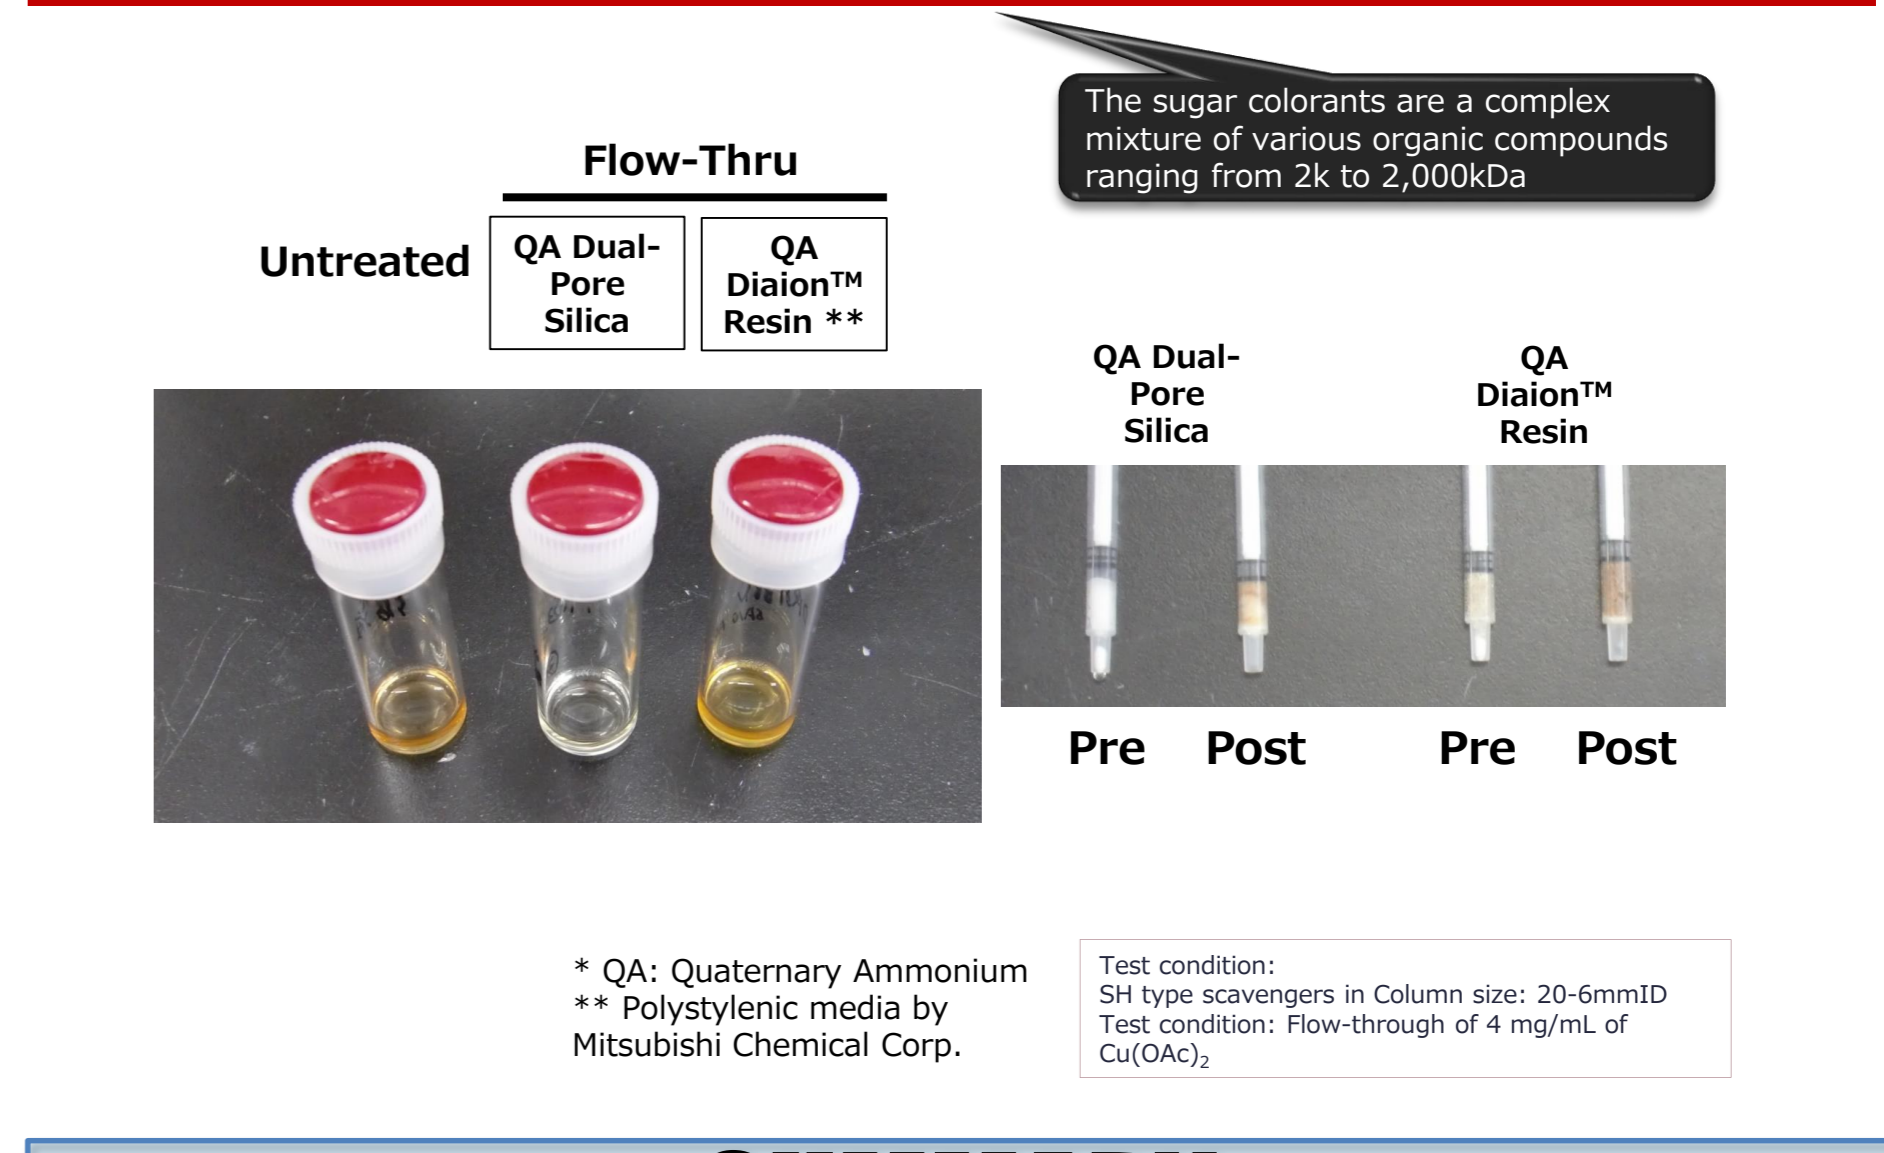 The sugar colorants are a complex
mixture of various organic compounds
ranging from 2k to 2,000kDa
Flow-Thru
Untreated
QA Dual-
Pore
Silica
QA
Diaion™
Resin **
QA Dual-
Pore
Silica
QA
Diaion™
Resin
Pre
Post
Pre
Post
* QA: Quaternary Ammonium
** Polystylenic media by
Mitsubishi Chemical Corp.
Test condition:
SH type scavengers in Column size: 20-6mmID
Test condition: Flow-through of 4 mg/mL of
Cu(OAc)₂